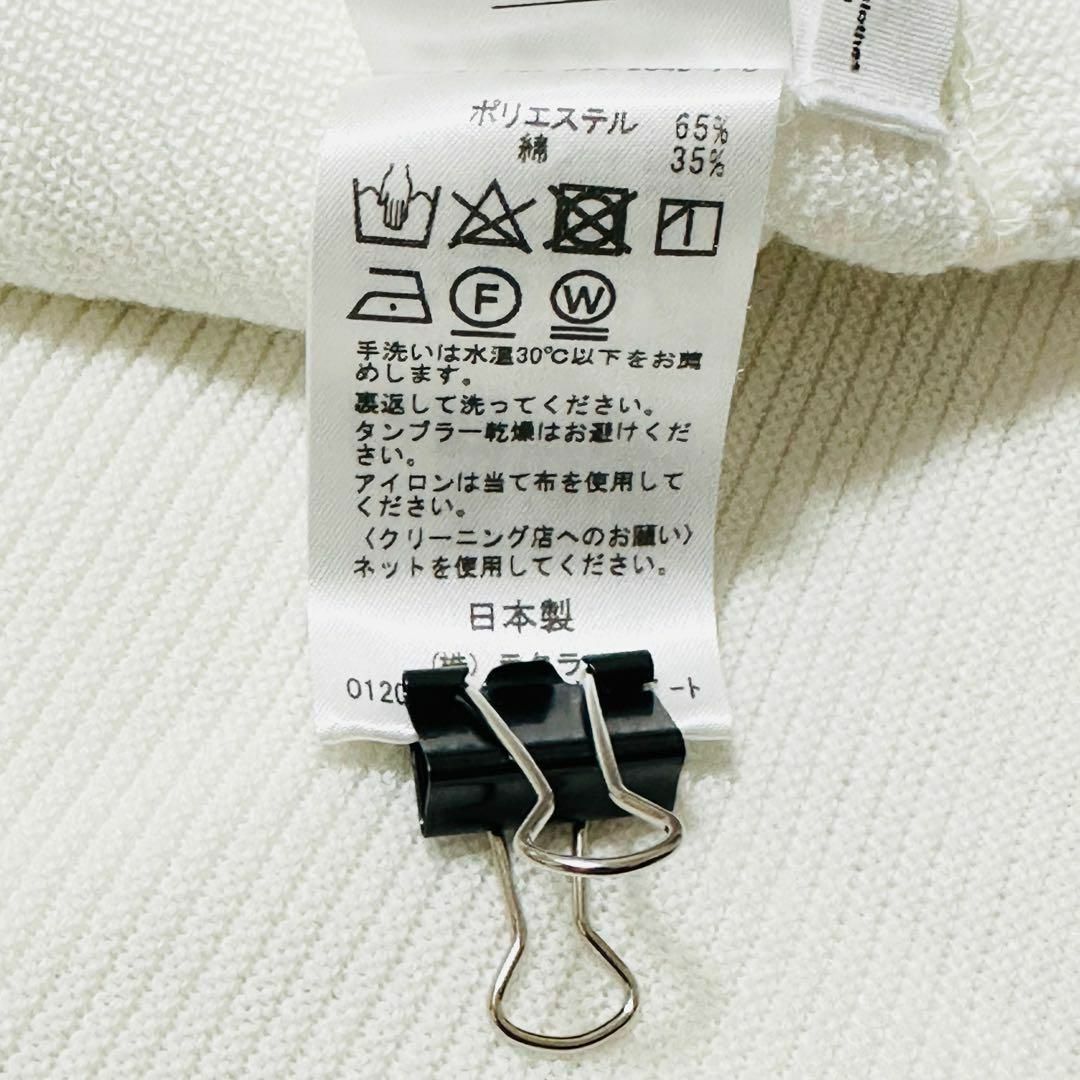 clothes
ポリエステル 65%
綿 35%
F W
手洗いは水温30℃以下をお薦
めします。
裏返して洗ってください。
タンブラー乾燥はお避けくだ
さい。
アイロンは当て布を使用して
ください。
〈クリーニング店へのお願い〉
ネットを使用してください。
日本製
(株)
0120
ート